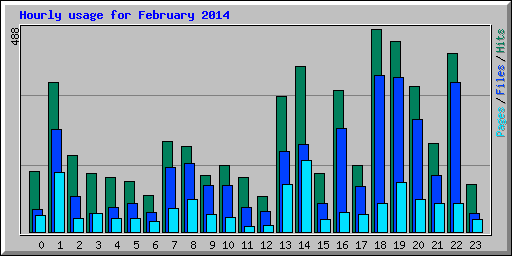 Hourly usage for February 2014
488
Pages / Files / Hits
0 1 2 3 4 5 6 7 8 9 10 11 12 13 14 15 16 17 18 19 20 21 22 23